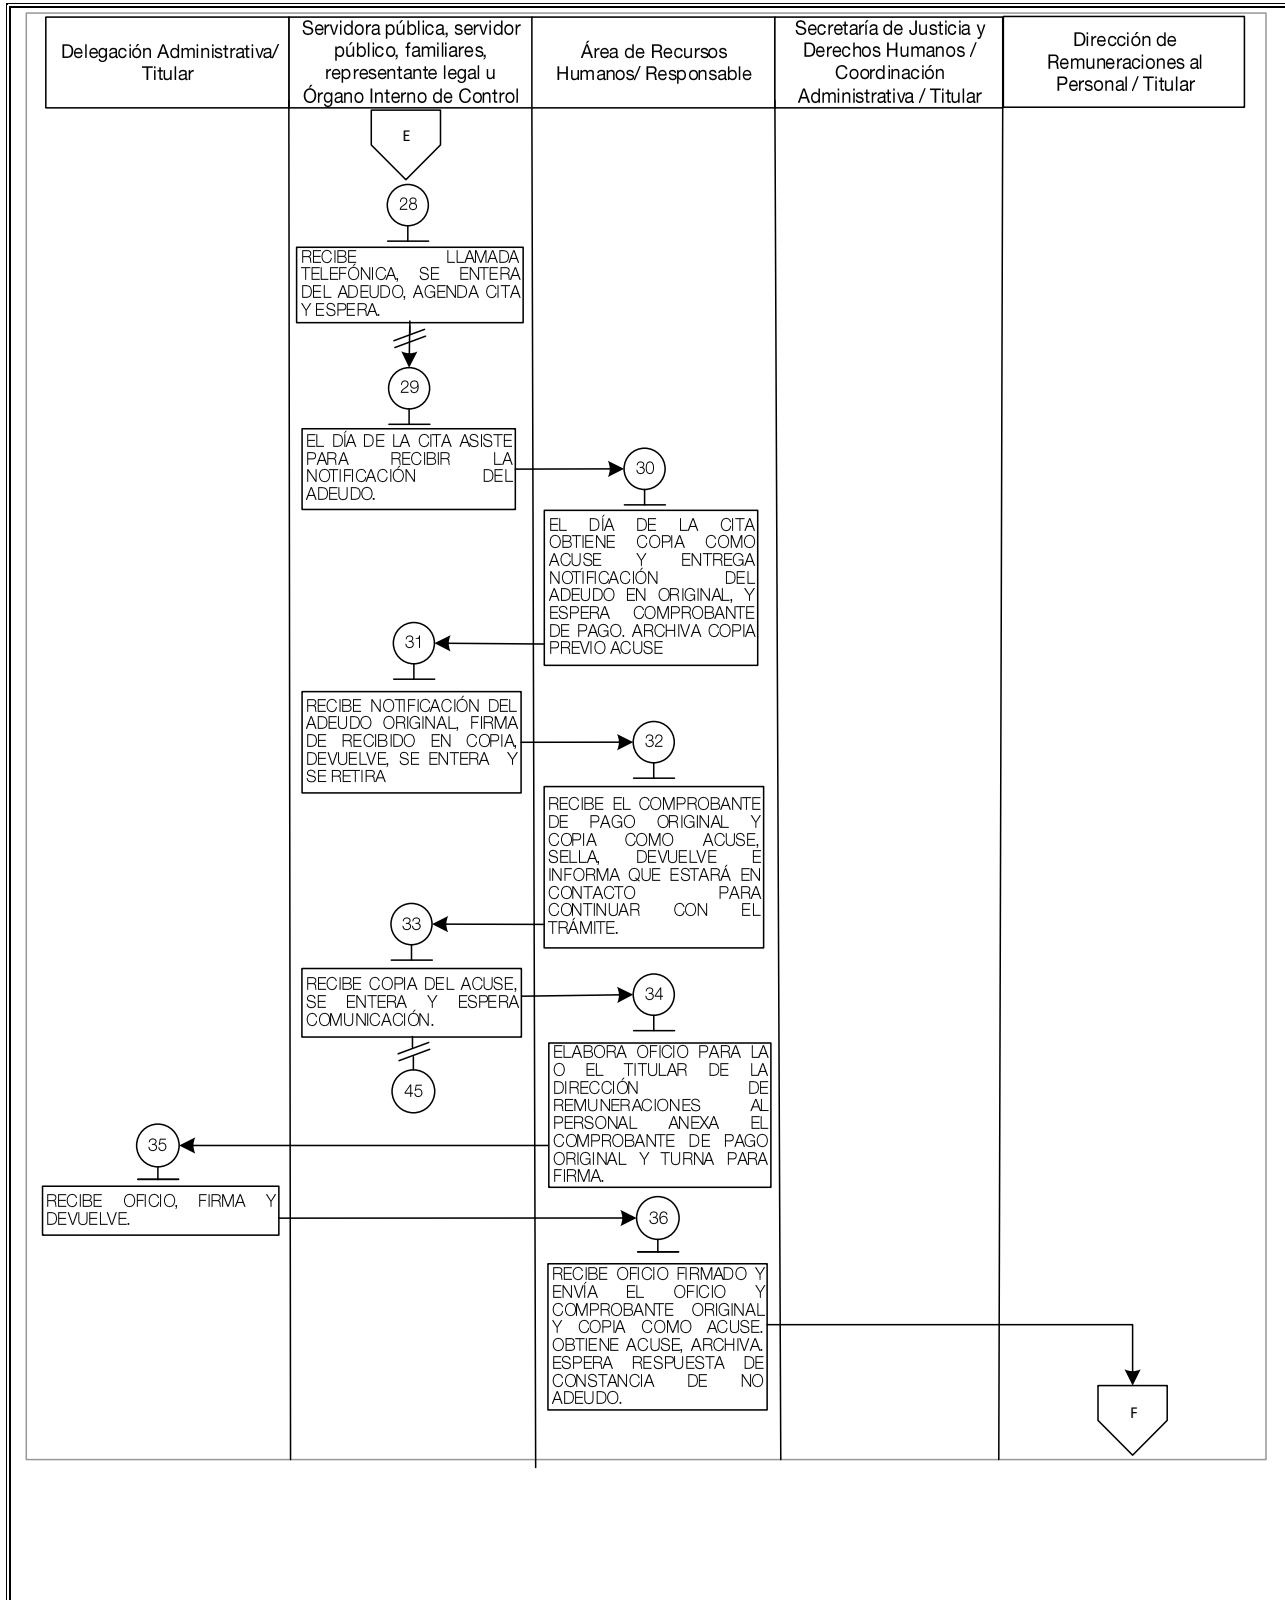 Delegación Administrativa/
Titular
Servidora pública, servidor
público, familiares,
representante legal u
Órgano Interno de Control
Área de Recursos
Humanos/ Responsable
Secretaría de Justicia y
Derechos Humanos /
Coordinación
Administrativa / Titular
Dirección de
Remuneraciones al
Personal / Titular
E
28
RECIBE LLAMADA
TELEFÓNICA, SE ENTERA
DEL ADEUDO, AGENDA CITA
Y ESPERA.
29
EL DÍA DE LA CITA ASISTE
PARA RECIBIR LA
NOTIFICACIÓN DEL
ADEUDO.
30
EL DÍA DE LA CITA
OBTIENE COPIA COMO
ACUSE Y ENTREGA
NOTIFICACIÓN DEL
ADEUDO EN ORIGINAL, Y
ESPERA COMPROBANTE
DE PAGO. ARCHIVA COPIA
PREVIO ACUSE
31
RECIBE NOTIFICACIÓN DEL
ADEUDO ORIGINAL, FIRMA
DE RECIBIDO EN COPIA,
DEVUELVE, SE ENTERA Y
SE RETIRA
32
RECIBE EL COMPROBANTE
DE PAGO ORIGINAL Y
COPIA COMO ACUSE,
SELLA, DEVUELVE E
INFORMA QUE ESTARÁ EN
CONTACTO PARA
CONTINUAR CON EL
TRÁMITE.
33
RECIBE COPIA DEL ACUSE,
SE ENTERA Y ESPERA
COMUNICACIÓN.
34
45
ELABORA OFICIO PARA LA
O EL TITULAR DE LA
DIRECCIÓN DE
REMUNERACIONES AL
PERSONAL ANEXA EL
COMPROBANTE DE PAGO
ORIGINAL Y TURNA PARA
FIRMA.
35
RECIBE OFICIO, FIRMA Y
DEVUELVE.
36
RECIBE OFICIO FIRMADO Y
ENVÍA EL OFICIO Y
COMPROBANTE ORIGINAL
Y COPIA COMO ACUSE.
OBTIENE ACUSE, ARCHIVA.
ESPERA RESPUESTA DE
CONSTANCIA DE NO
ADEUDO.
F